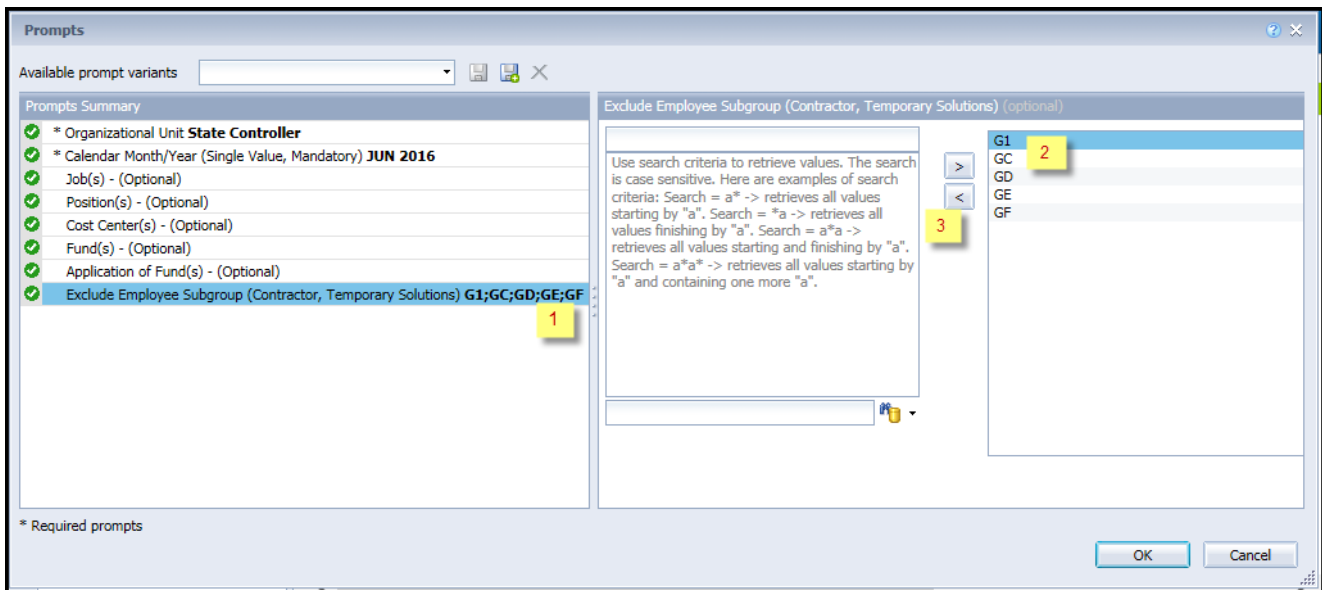 Prompts
Available prompt variants
Prompts Summary
* Organizational Unit State Controller
* Calendar Month/Year (Single Value, Mandatory) JUN 2016
Job(s) - (Optional)
Position(s) - (Optional)
Cost Center(s) - (Optional)
Fund(s) - (Optional)
Application of Fund(s) - (Optional)
Exclude Employee Subgroup (Contractor, Temporary Solutions) G1;GC;GD;GE;GF
1
Exclude Employee Subgroup (Contractor, Temporary Solutions) (optional)
Use search criteria to retrieve values. The search
is case sensitive. Here are examples of search
criteria: Search = a* -> retrieves all values
starting by "a". Search = *a -> retrieves all
values finishing by "a". Search = a*a ->
retrieves all values starting and finishing by "a".
Search = a*a* -> retrieves all values starting by
"a" and containing one more "a".
>
<
3
G1
GC
GD
GE
GF
2
* Required prompts
OK
Cancel